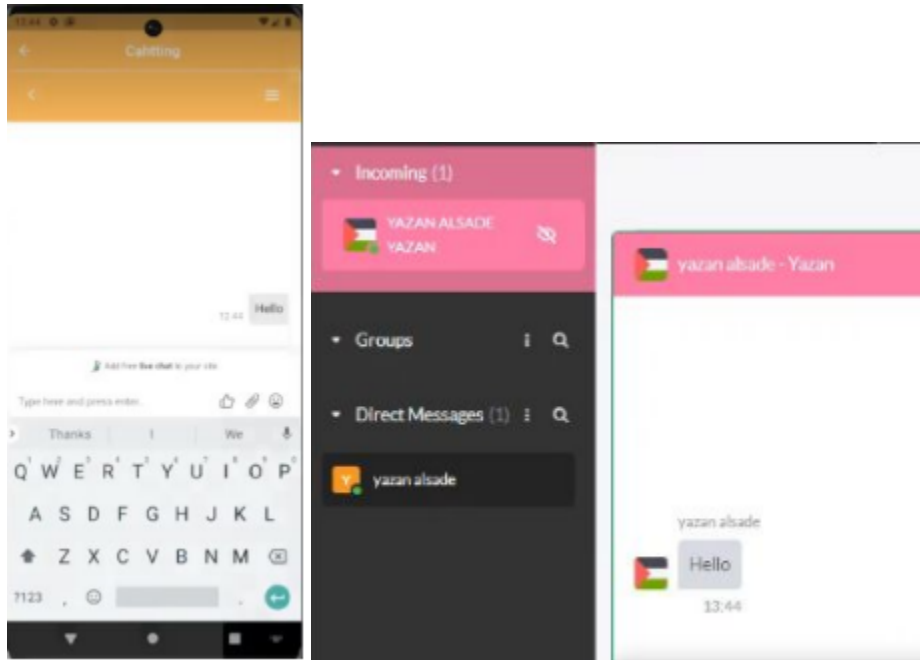 Cahtting
12:44
Hello
Add free live chat to your site
Type here and press enter..
Thanks I We
Q W E R T Y U I O P
A S D F G H J K L
Z X C V B N M
?123 , .
Incoming (1)
YAZAN ALSADE
YAZAN
Groups
Direct Messages (1)
Y yazan alsade
yazan alsade - Yazan
yazan alsade
Hello
13:44